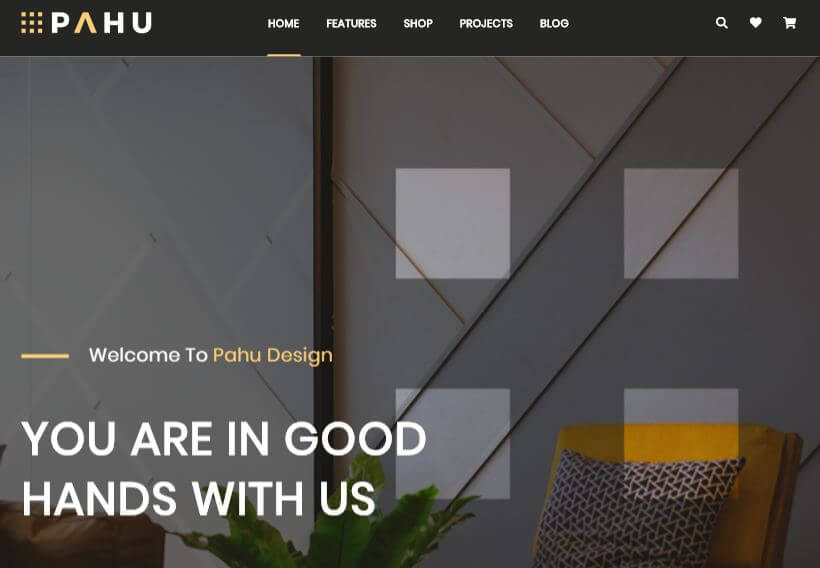 PAHU
HOME FEATURES SHOP PROJECTS BLOG
Welcome To Pahu Design
YOU ARE IN GOOD
HANDS WITH US